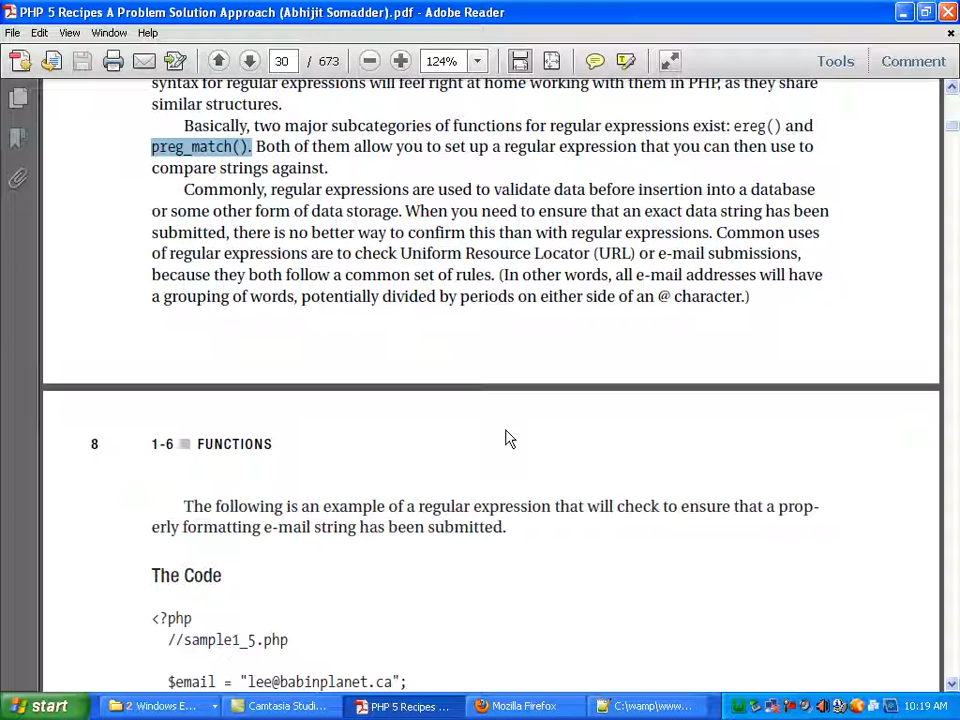 PHP 5 Recipes A Problem Solution Approach (Abhijit Somadder).pdf - Adobe Reader
File Edit View Window Help
30 / 673 124% Tools Comment
syntax for regular expressions will feel right at home working with them in PHP, as they share
similar structures.
Basically, two major subcategories of functions for regular expressions exist: ereg() and
preg_match(). Both of them allow you to set up a regular expression that you can then use to
compare strings against.
Commonly, regular expressions are used to validate data before insertion into a database
or some other form of data storage. When you need to ensure that an exact data string has been
submitted, there is no better way to confirm this than with regular expressions. Common uses
of regular expressions are to check Uniform Resource Locator (URL) or e-mail submissions,
because they both follow a common set of rules. (In other words, all e-mail addresses will have
a grouping of words, potentially divided by periods on either side of an @ character.)
8 1-6 ■ FUNCTIONS
The following is an example of a regular expression that will check to ensure that a prop-
erly formatting e-mail string has been submitted.
The Code
<?php
//sample1_5.php
$email = "lee@babinplanet.ca";
start 2 Windows E... Camtasia Studi... PHP 5 Recipes ... Mozilla Firefox C:\wamp\www... 10:19 AM